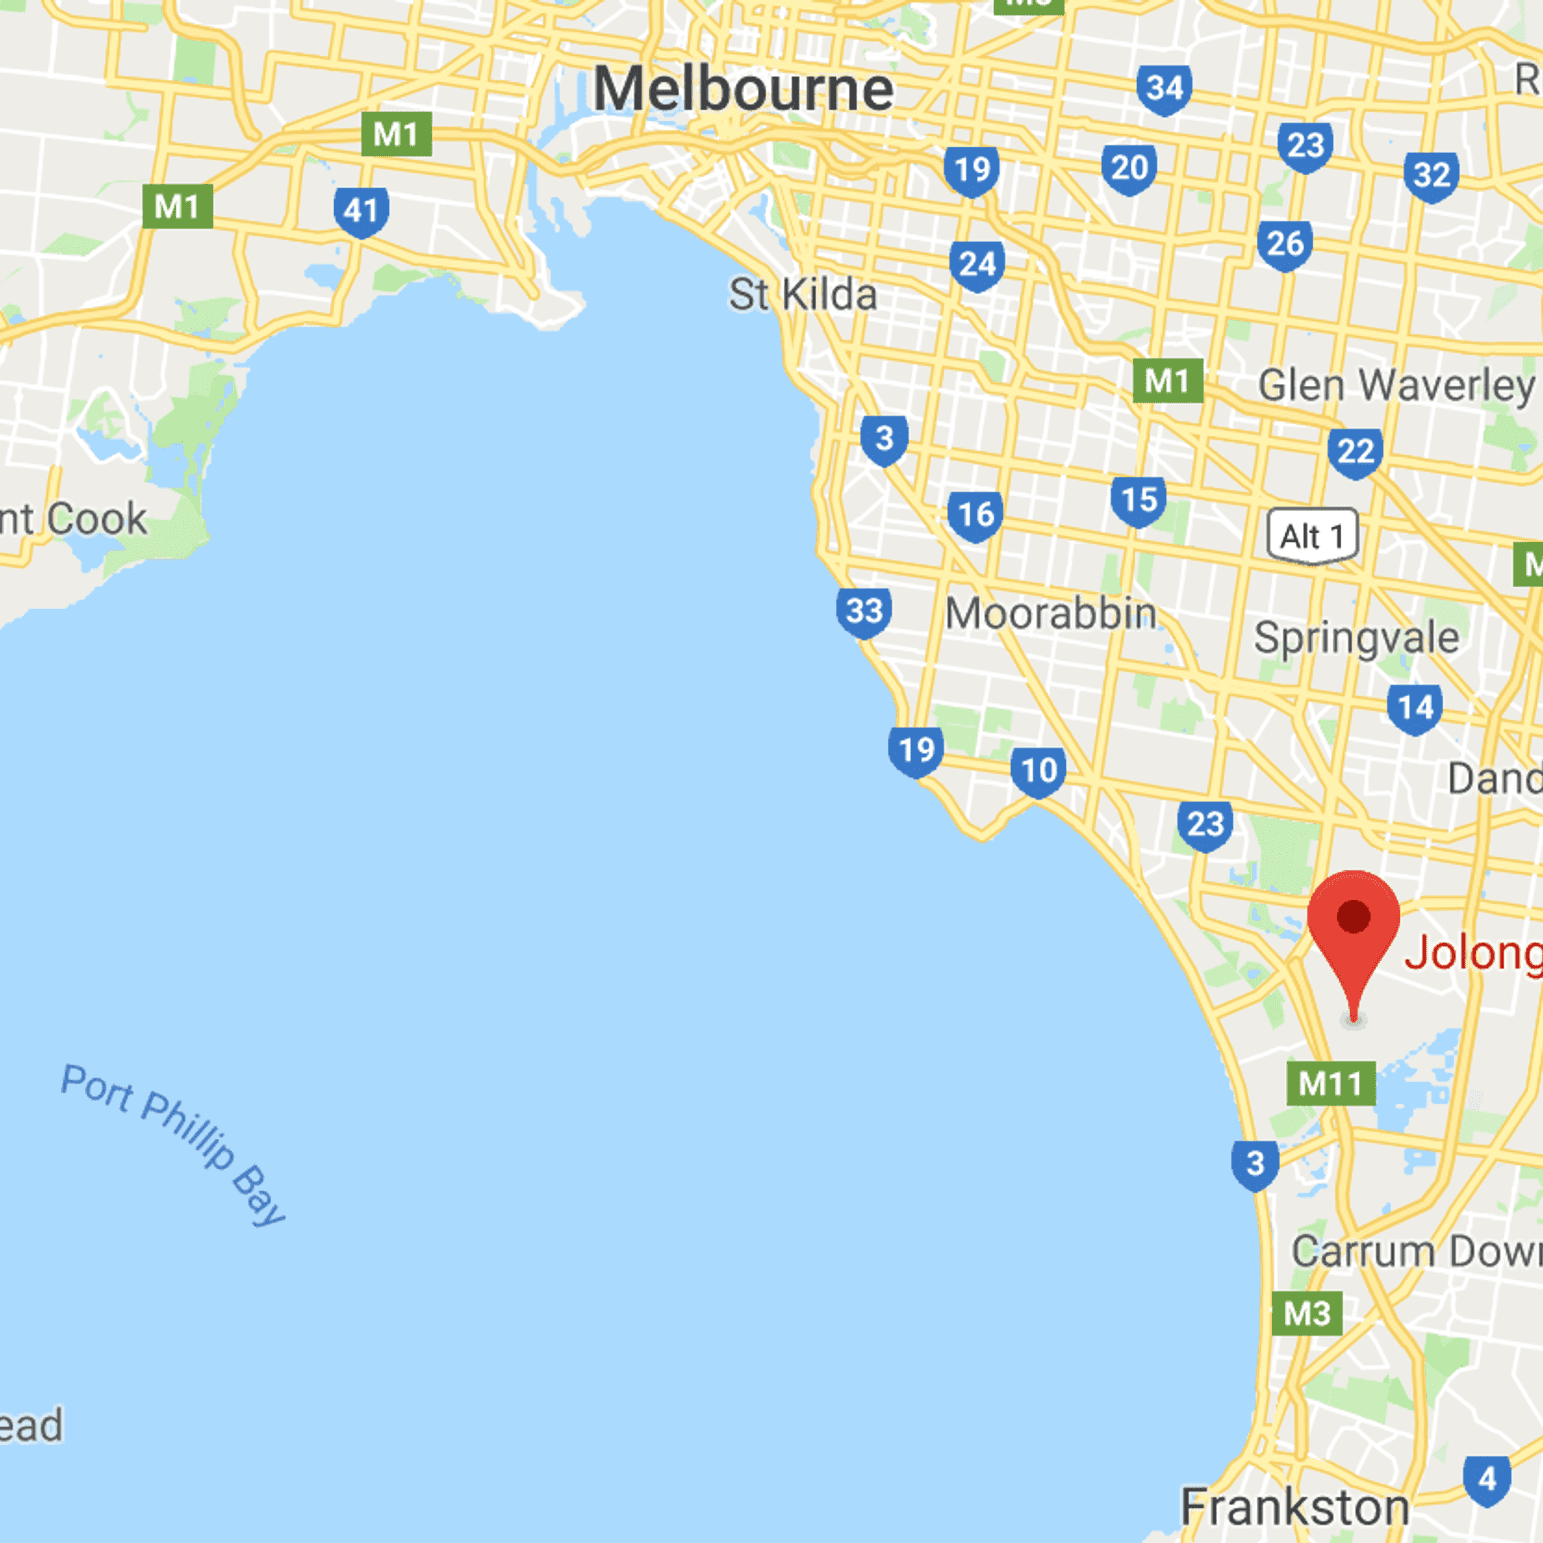 Melbourne
34
M1
23
19
20
32
M1
41
26
24
St Kilda
M1
Glen Waverley
3
22
15
16
nt Cook
Alt 1
M
33
Moorabbin
Springvale
14
19
10
Dand
23
Jolong
Port Phillip Bay
M11
3
Carrum Down
M3
ead
4
Frankston